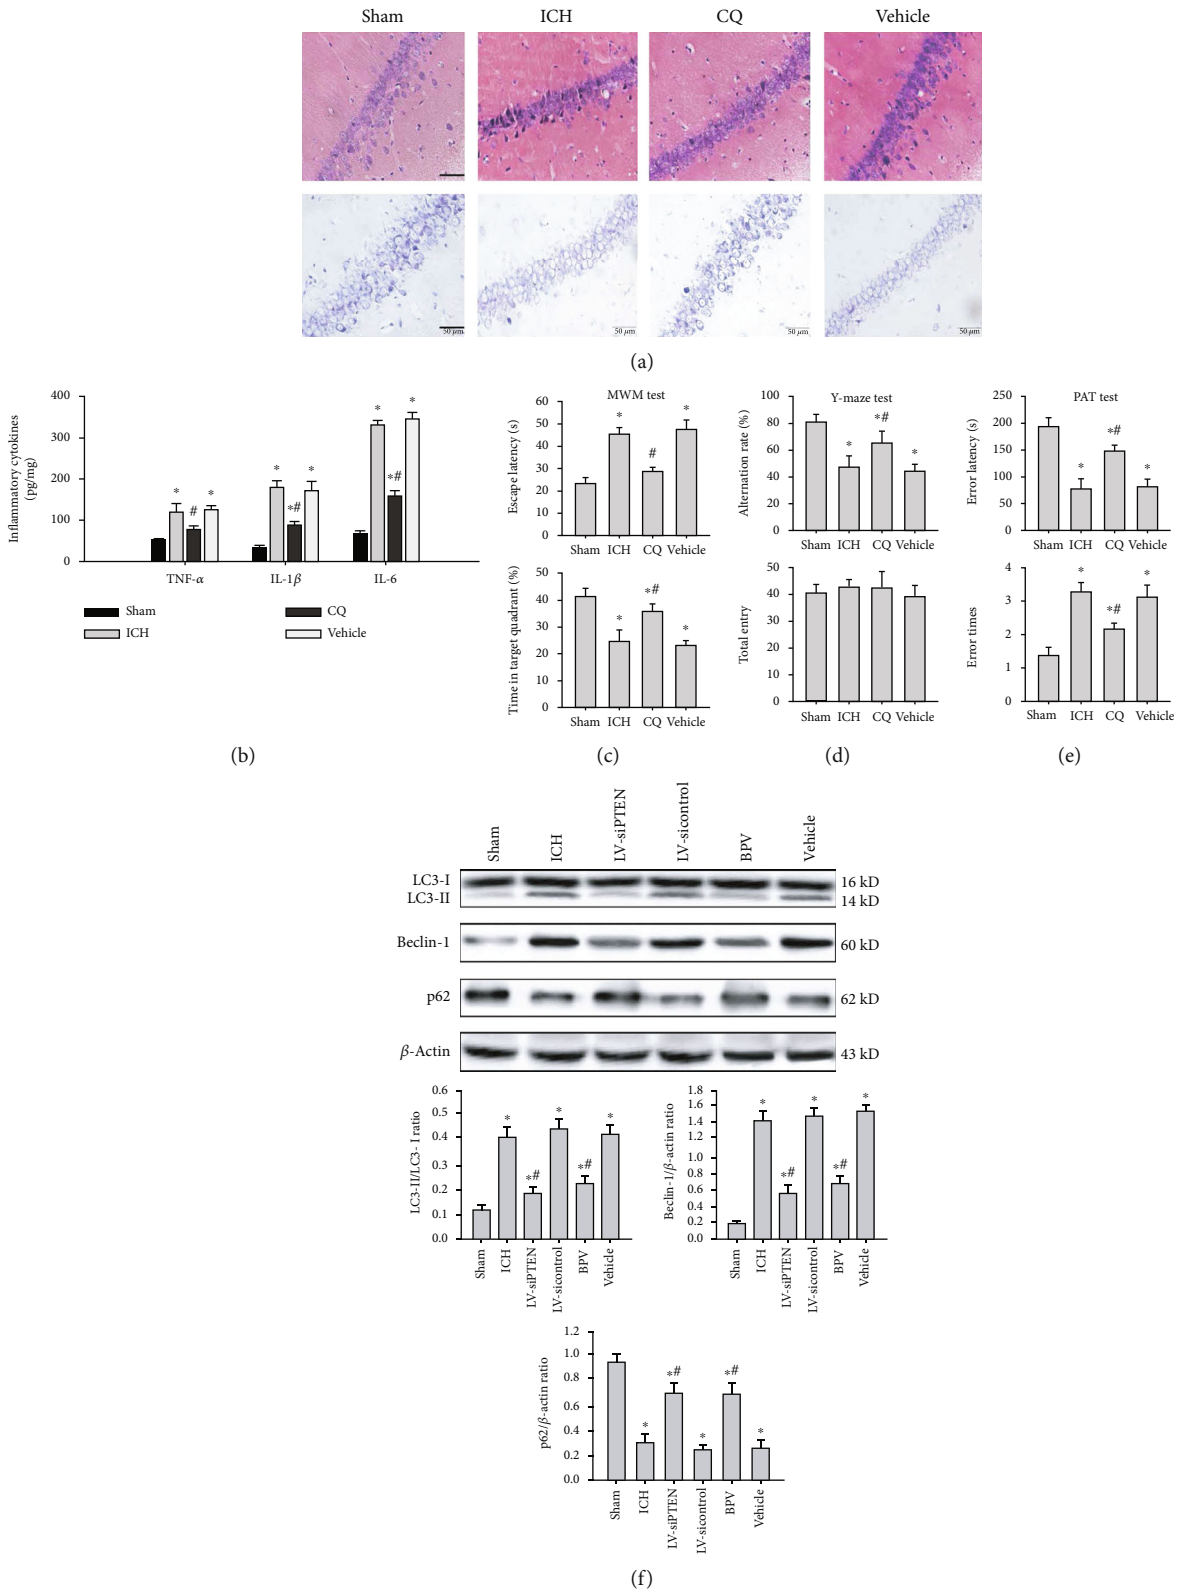 Sham ICH CQ Vehicle
50 μm 50 μm 50 μm 50 μm
(a)
Inflammatory cytokines
(pg/mg)
400
300
200
100
0
* # *
* *# *
* *# *
TNF-α IL-1β IL-6
Sham CQ
ICH Vehicle
(b)
MWM test
Escape latency (s)
60
50
40
30
20
10
0
* # *
Sham ICH CQ Vehicle
Time in target quadrant (%)
50
40
30
20
10
0
* *# *
Sham ICH CQ Vehicle
(c)
Y-maze test
Alternation rate (%)
100
80
60
40
20
0
* *# *
Sham ICH CQ Vehicle
Total entry
50
40
30
20
10
0
Sham ICH CQ Vehicle
(d)
PAT test
Error latency (s)
250
200
150
100
50
0
* *# *
Sham ICH CQ Vehicle
Error times
4
3
2
1
0
* *# *
Sham ICH CQ Vehicle
(e)
Sham ICH LV-siPTEN LV-sicontrol BPV Vehicle
LC3-I 16 kD
LC3-II 14 kD
Beclin-1 60 kD
p62 62 kD
β-Actin 43 kD
LC3-II/LC3- I ratio
0.6
0.4
0.3
0.2
0.1
0.0
* *# * *# *
Sham ICH LV-siPTEN LV-sicontrol BPV Vehicle
Beclin-1/β-actin ratio
1.8
1.6
1.4
1.2
1.0
0.8
0.6
0.4
0.2
0.0
* *# * *# *
Sham ICH LV-siPTEN LV-sicontrol BPV Vehicle
p62/β-actin ratio
1.2
1.0
0.8
0.6
0.4
0.2
0.0
* *# * *# *
Sham ICH LV-siPTEN LV-sicontrol BPV Vehicle
(f)